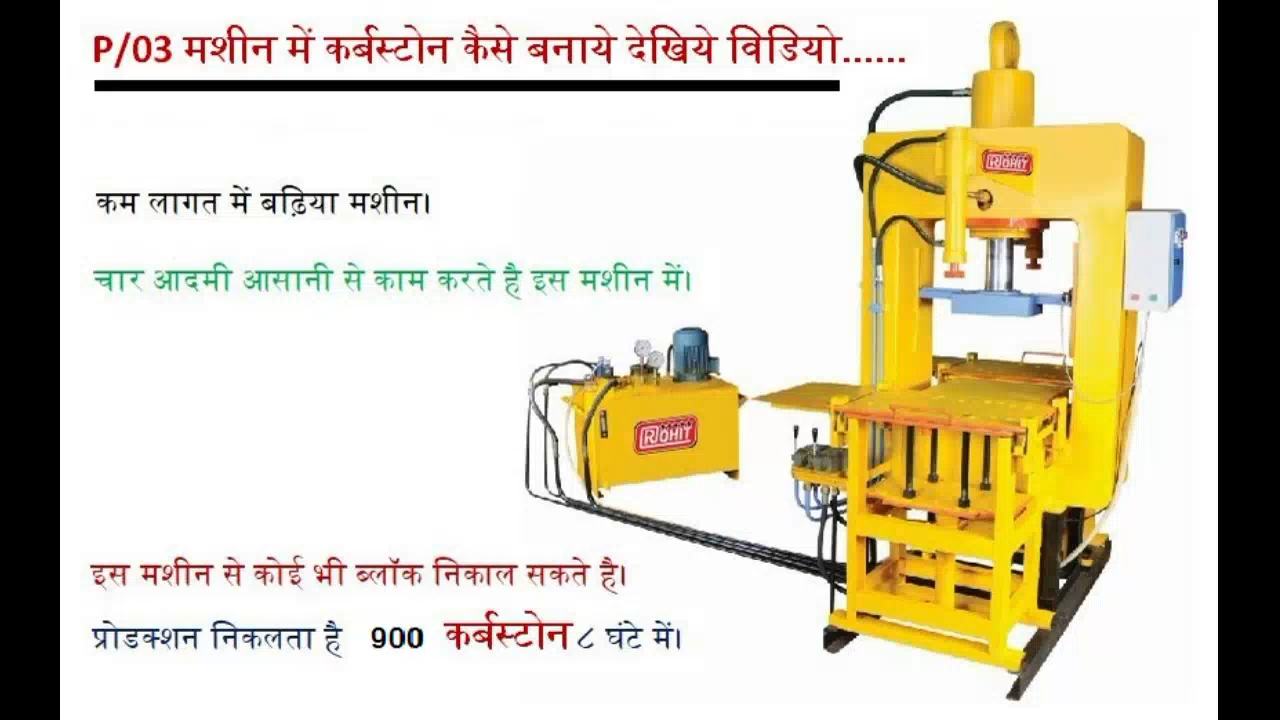 P/03 मशीन में कर्बस्टोन कैसे बनाये देखिये विडियो......
कम लागत में बढ़िया मशीन।
चार आदमी आसानी से काम करते है इस मशीन में।
ROHIT
ROHIT
इस मशीन से कोई भी ब्लॉक निकाल सकते है।
प्रोडक्शन निकलता है 900 कर्बस्टोन ८ घंटे में।